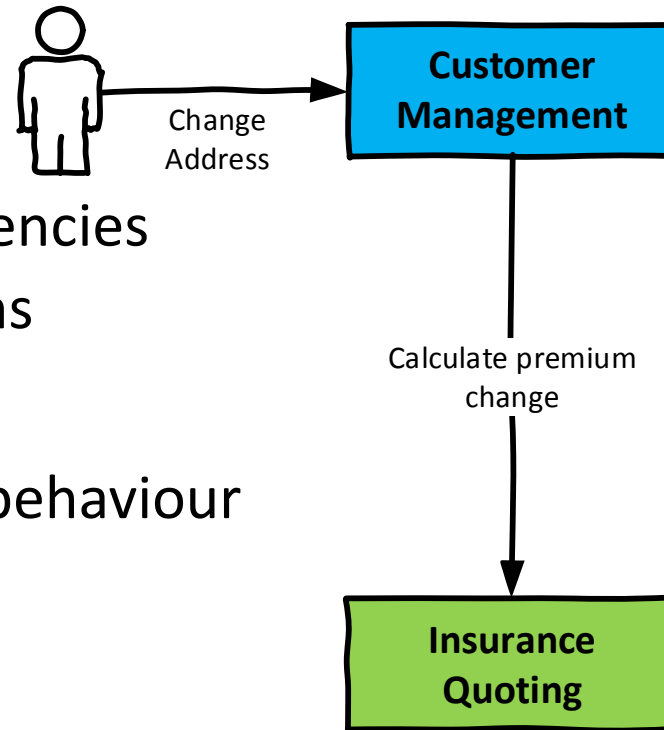 Customer
Management
Change
Address
encies
ns
Calculate premium
change
behaviour
Insurance
Quoting